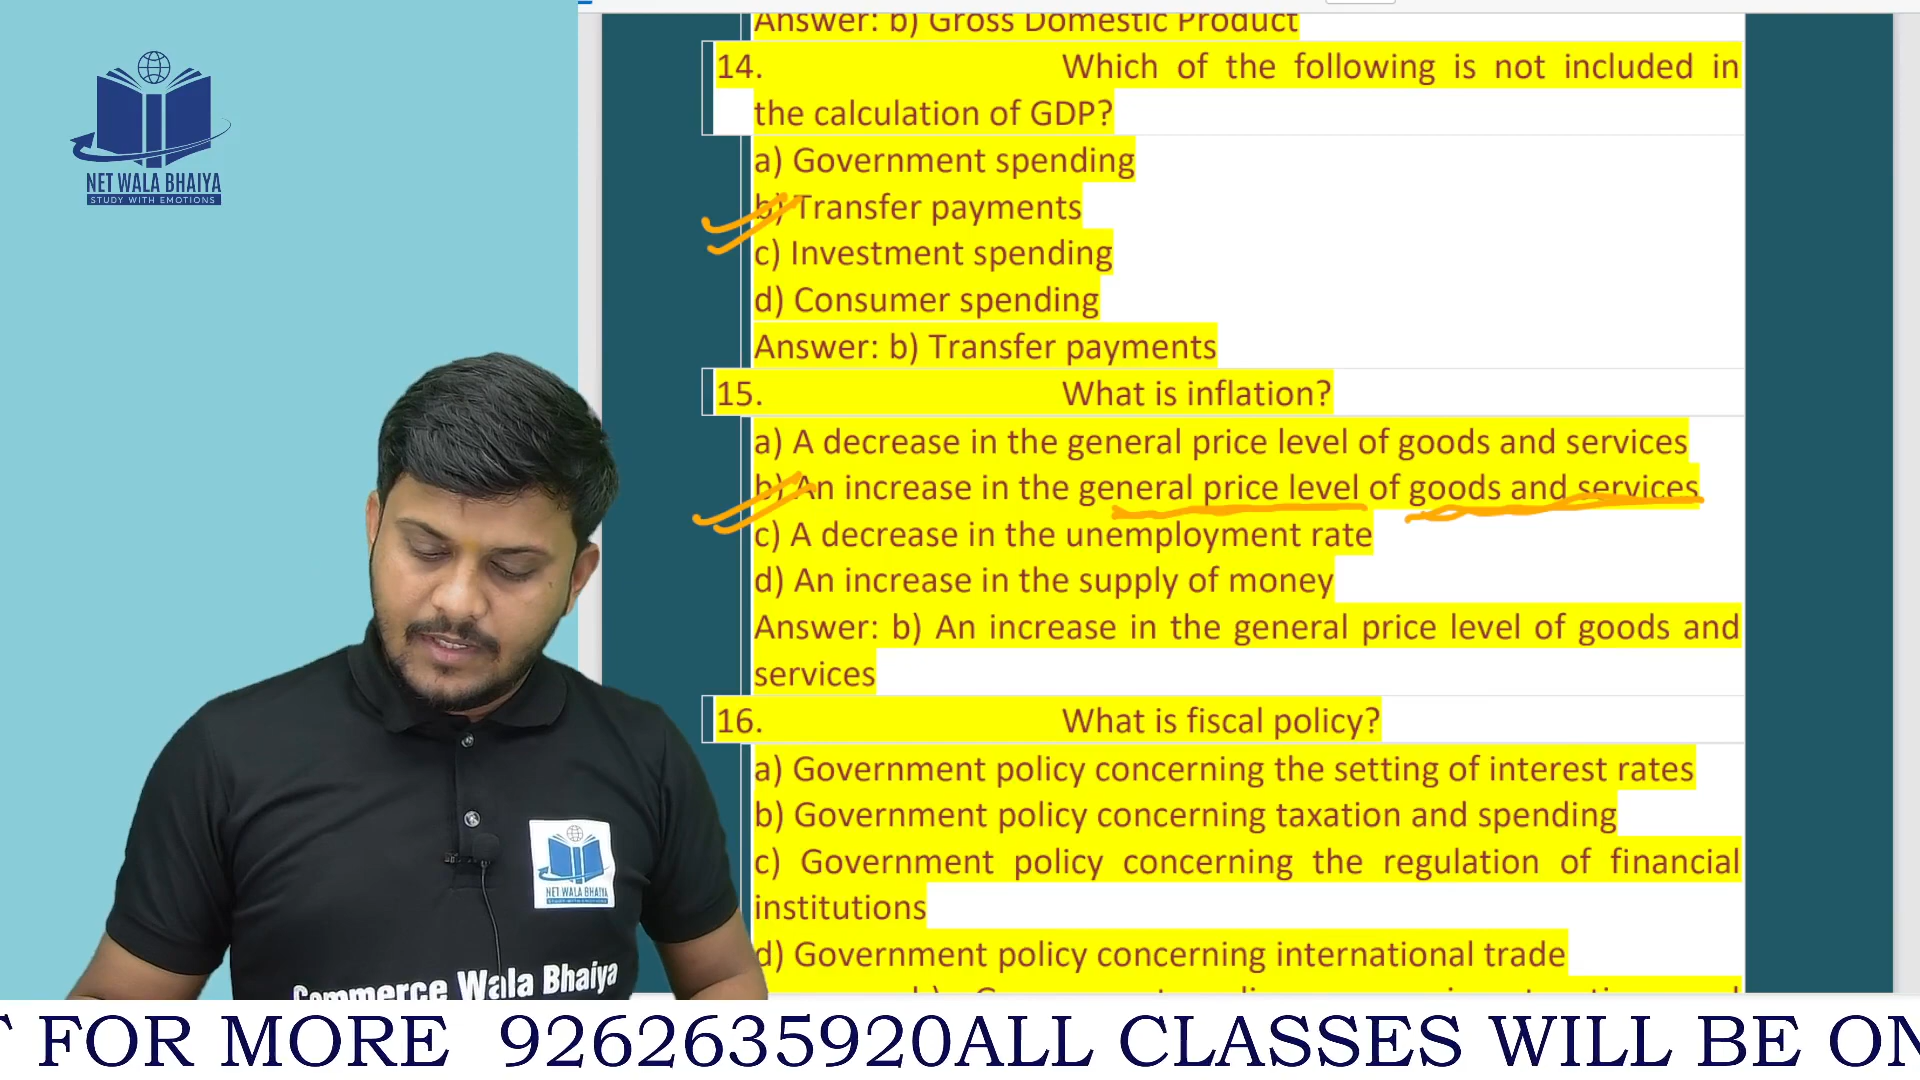 NET WALA BHAIYA
STUDY WITH EMOTIONS
Answer: b) Gross Domestic Product
14. Which of the following is not included in
the calculation of GDP?
a) Government spending
b) Transfer payments
c) Investment spending
d) Consumer spending
Answer: b) Transfer payments
15. What is inflation?
a) A decrease in the general price level of goods and services
b) An increase in the general price level of goods and services
c) A decrease in the unemployment rate
d) An increase in the supply of money
Answer: b) An increase in the general price level of goods and
services
16. What is fiscal policy?
a) Government policy concerning the setting of interest rates
b) Government policy concerning taxation and spending
c) Government policy concerning the regulation of financial
institutions
d) Government policy concerning international trade
NET WALA BHAIYA
STUDY WITH EMOTIONS
Commerce Wala Bhaiya
FOR MORE 9262635920ALL CLASSES WILL BE ON